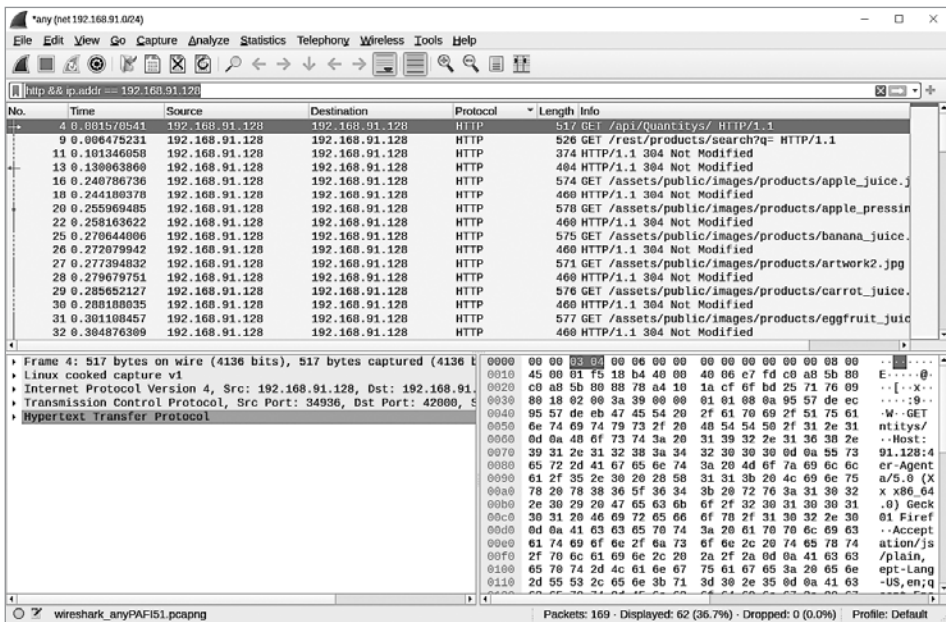 *any (net 192.168.91.0/24)
File Edit View Go Capture Analyze Statistics Telephony Wireless Tools Help
http && ip.addr == 192.168.91.128
No. Time Source Destination Protocol Length Info
4 0.001570541 192.168.91.128 192.168.91.128 HTTP 517 GET /api/Quantitys/ HTTP/1.1
9 0.006475231 192.168.91.128 192.168.91.128 HTTP 526 GET /rest/products/search?q= HTTP/1.1
11 0.101346058 192.168.91.128 192.168.91.128 HTTP 374 HTTP/1.1 304 Not Modified
13 0.130063860 192.168.91.128 192.168.91.128 HTTP 404 HTTP/1.1 304 Not Modified
16 0.240786736 192.168.91.128 192.168.91.128 HTTP 574 GET /assets/public/images/products/apple_juice.j
18 0.244180378 192.168.91.128 192.168.91.128 HTTP 460 HTTP/1.1 304 Not Modified
20 0.255969485 192.168.91.128 192.168.91.128 HTTP 578 GET /assets/public/images/products/apple_pressin
22 0.258163622 192.168.91.128 192.168.91.128 HTTP 460 HTTP/1.1 304 Not Modified
25 0.270644006 192.168.91.128 192.168.91.128 HTTP 575 GET /assets/public/images/products/banana_juice.
26 0.272079942 192.168.91.128 192.168.91.128 HTTP 460 HTTP/1.1 304 Not Modified
27 0.277394832 192.168.91.128 192.168.91.128 HTTP 571 GET /assets/public/images/products/artwork2.jpg
28 0.279679751 192.168.91.128 192.168.91.128 HTTP 460 HTTP/1.1 304 Not Modified
29 0.285652127 192.168.91.128 192.168.91.128 HTTP 576 GET /assets/public/images/products/carrot_juice.
30 0.288188035 192.168.91.128 192.168.91.128 HTTP 460 HTTP/1.1 304 Not Modified
31 0.301108457 192.168.91.128 192.168.91.128 HTTP 577 GET /assets/public/images/products/eggfruit_juic
32 0.304876309 192.168.91.128 192.168.91.128 HTTP 460 HTTP/1.1 304 Not Modified
Frame 4: 517 bytes on wire (4136 bits), 517 bytes captured (4136 b
Linux cooked capture v1
Internet Protocol Version 4, Src: 192.168.91.128, Dst: 192.168.91.
Transmission Control Protocol, Src Port: 34936, Dst Port: 42000, S
Hypertext Transfer Protocol
0000 00 00 03 04 00 06 00 00 00 00 00 00 00 00 08 00 ········
0010 45 00 01 f5 18 b4 40 00 40 06 e7 fd c0 a8 5b 80 E·····@·
0020 c0 a8 5b 80 88 78 a4 10 1a cf 6f bd 25 71 76 09 ··[··x··
0030 80 18 02 00 3a 39 00 00 01 01 08 0a 95 57 de ec ····:9··
0040 95 57 de eb 47 45 54 20 2f 61 70 69 2f 51 75 61 ·W··GET
0050 6e 74 69 74 79 73 2f 20 48 54 54 50 2f 31 2e 31 ntitys/
0060 0d 0a 48 6f 73 74 3a 20 31 39 32 2e 31 36 38 2e ··Host:
0070 39 31 2e 31 32 38 3a 34 32 30 30 30 0d 0a 55 73 91.128:4
0080 65 72 2d 41 67 65 6e 74 3a 20 4d 6f 7a 69 6c 6c er-Agent
0090 61 2f 35 2e 30 20 28 58 31 31 3b 20 4c 69 6e 75 a/5.0 (X
00a0 78 20 78 38 36 5f 36 34 3b 20 72 76 3a 31 30 32 x x86_64
00b0 2e 30 29 20 47 65 63 6b 6f 2f 32 30 31 30 30 31 .0) Geck
00c0 30 31 20 46 69 72 65 66 6f 78 2f 31 30 32 2e 30 01 Firef
00d0 0d 0a 41 63 63 65 70 74 3a 20 61 70 70 6c 69 63 ··Accept
00e0 61 74 69 6f 6e 2f 6a 73 6f 6e 2c 20 74 65 78 74 ation/js
00f0 2f 70 6c 61 69 6e 2c 20 2a 2f 2a 0d 0a 41 63 63 /plain,
0100 65 70 74 2d 4c 61 6e 67 75 61 67 65 3a 20 65 6e ept-Lang
0110 2d 55 53 2c 65 6e 3b 71 3d 30 2e 35 0d 0a 41 63 -US,en;q
wireshark_anyPAFI51.pcapng Packets: 169 · Displayed: 62 (36.7%) · Dropped: 0 (0.0%) Profile: Default